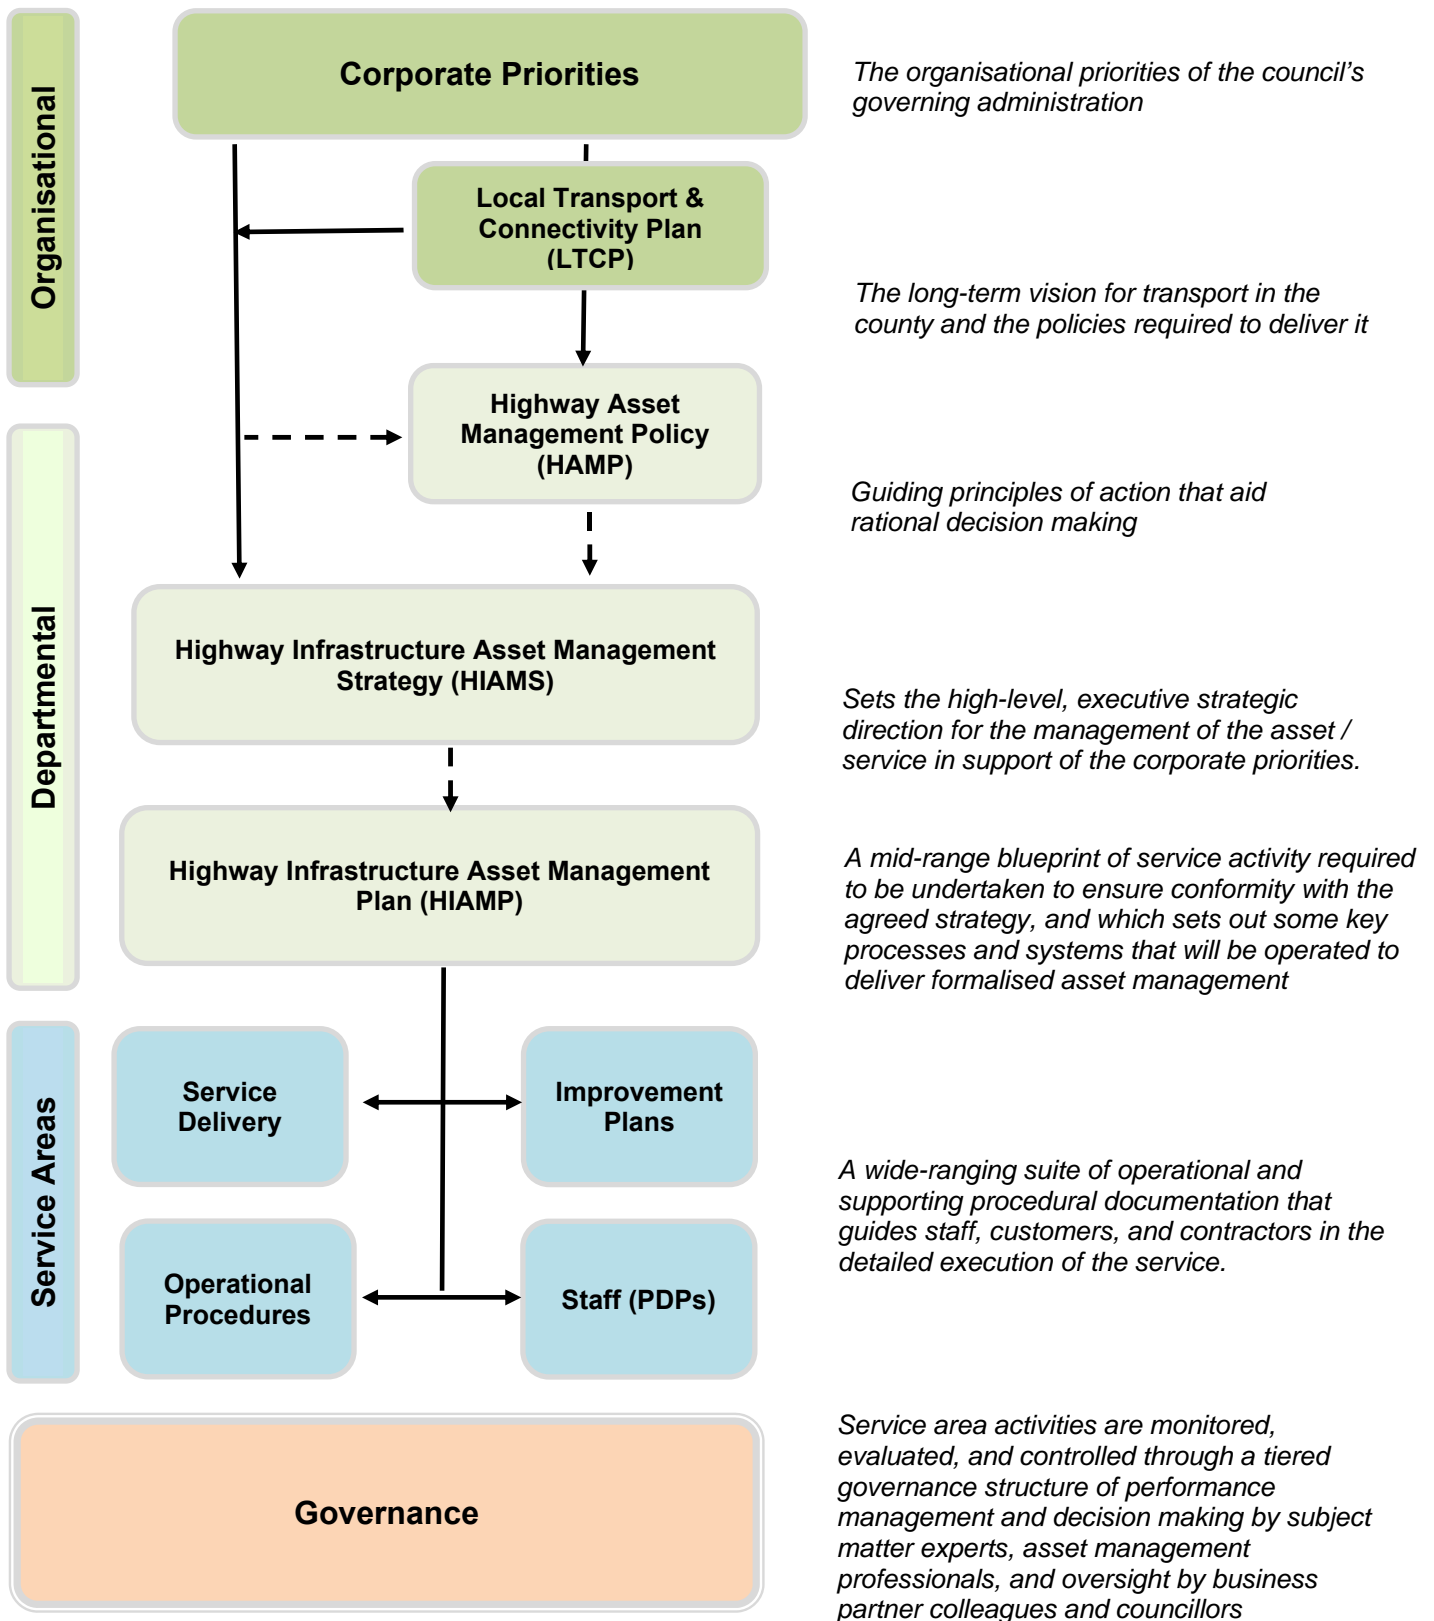 Organisational
Corporate Priorities
The organisational priorities of the council’s
governing administration
Local Transport &
Connectivity Plan
(LTCP)
The long-term vision for transport in the
county and the policies required to deliver it
Departmental
Highway Asset
Management Policy
(HAMP)
Guiding principles of action that aid
rational decision making
Highway Infrastructure Asset Management
Strategy (HIAMS)
Sets the high-level, executive strategic
direction for the management of the asset /
service in support of the corporate priorities.
Highway Infrastructure Asset Management
Plan (HIAMP)
A mid-range blueprint of service activity required
to be undertaken to ensure conformity with the
agreed strategy, and which sets out some key
processes and systems that will be operated to
deliver formalised asset management
Service Areas
Service
Delivery
Improvement
Plans
Operational
Procedures
Staff (PDPs)
A wide-ranging suite of operational and
supporting procedural documentation that
guides staff, customers, and contractors in the
detailed execution of the service.
Governance
Service area activities are monitored,
evaluated, and controlled through a tiered
governance structure of performance
management and decision making by subject
matter experts, asset management
professionals, and oversight by business
partner colleagues and councillors